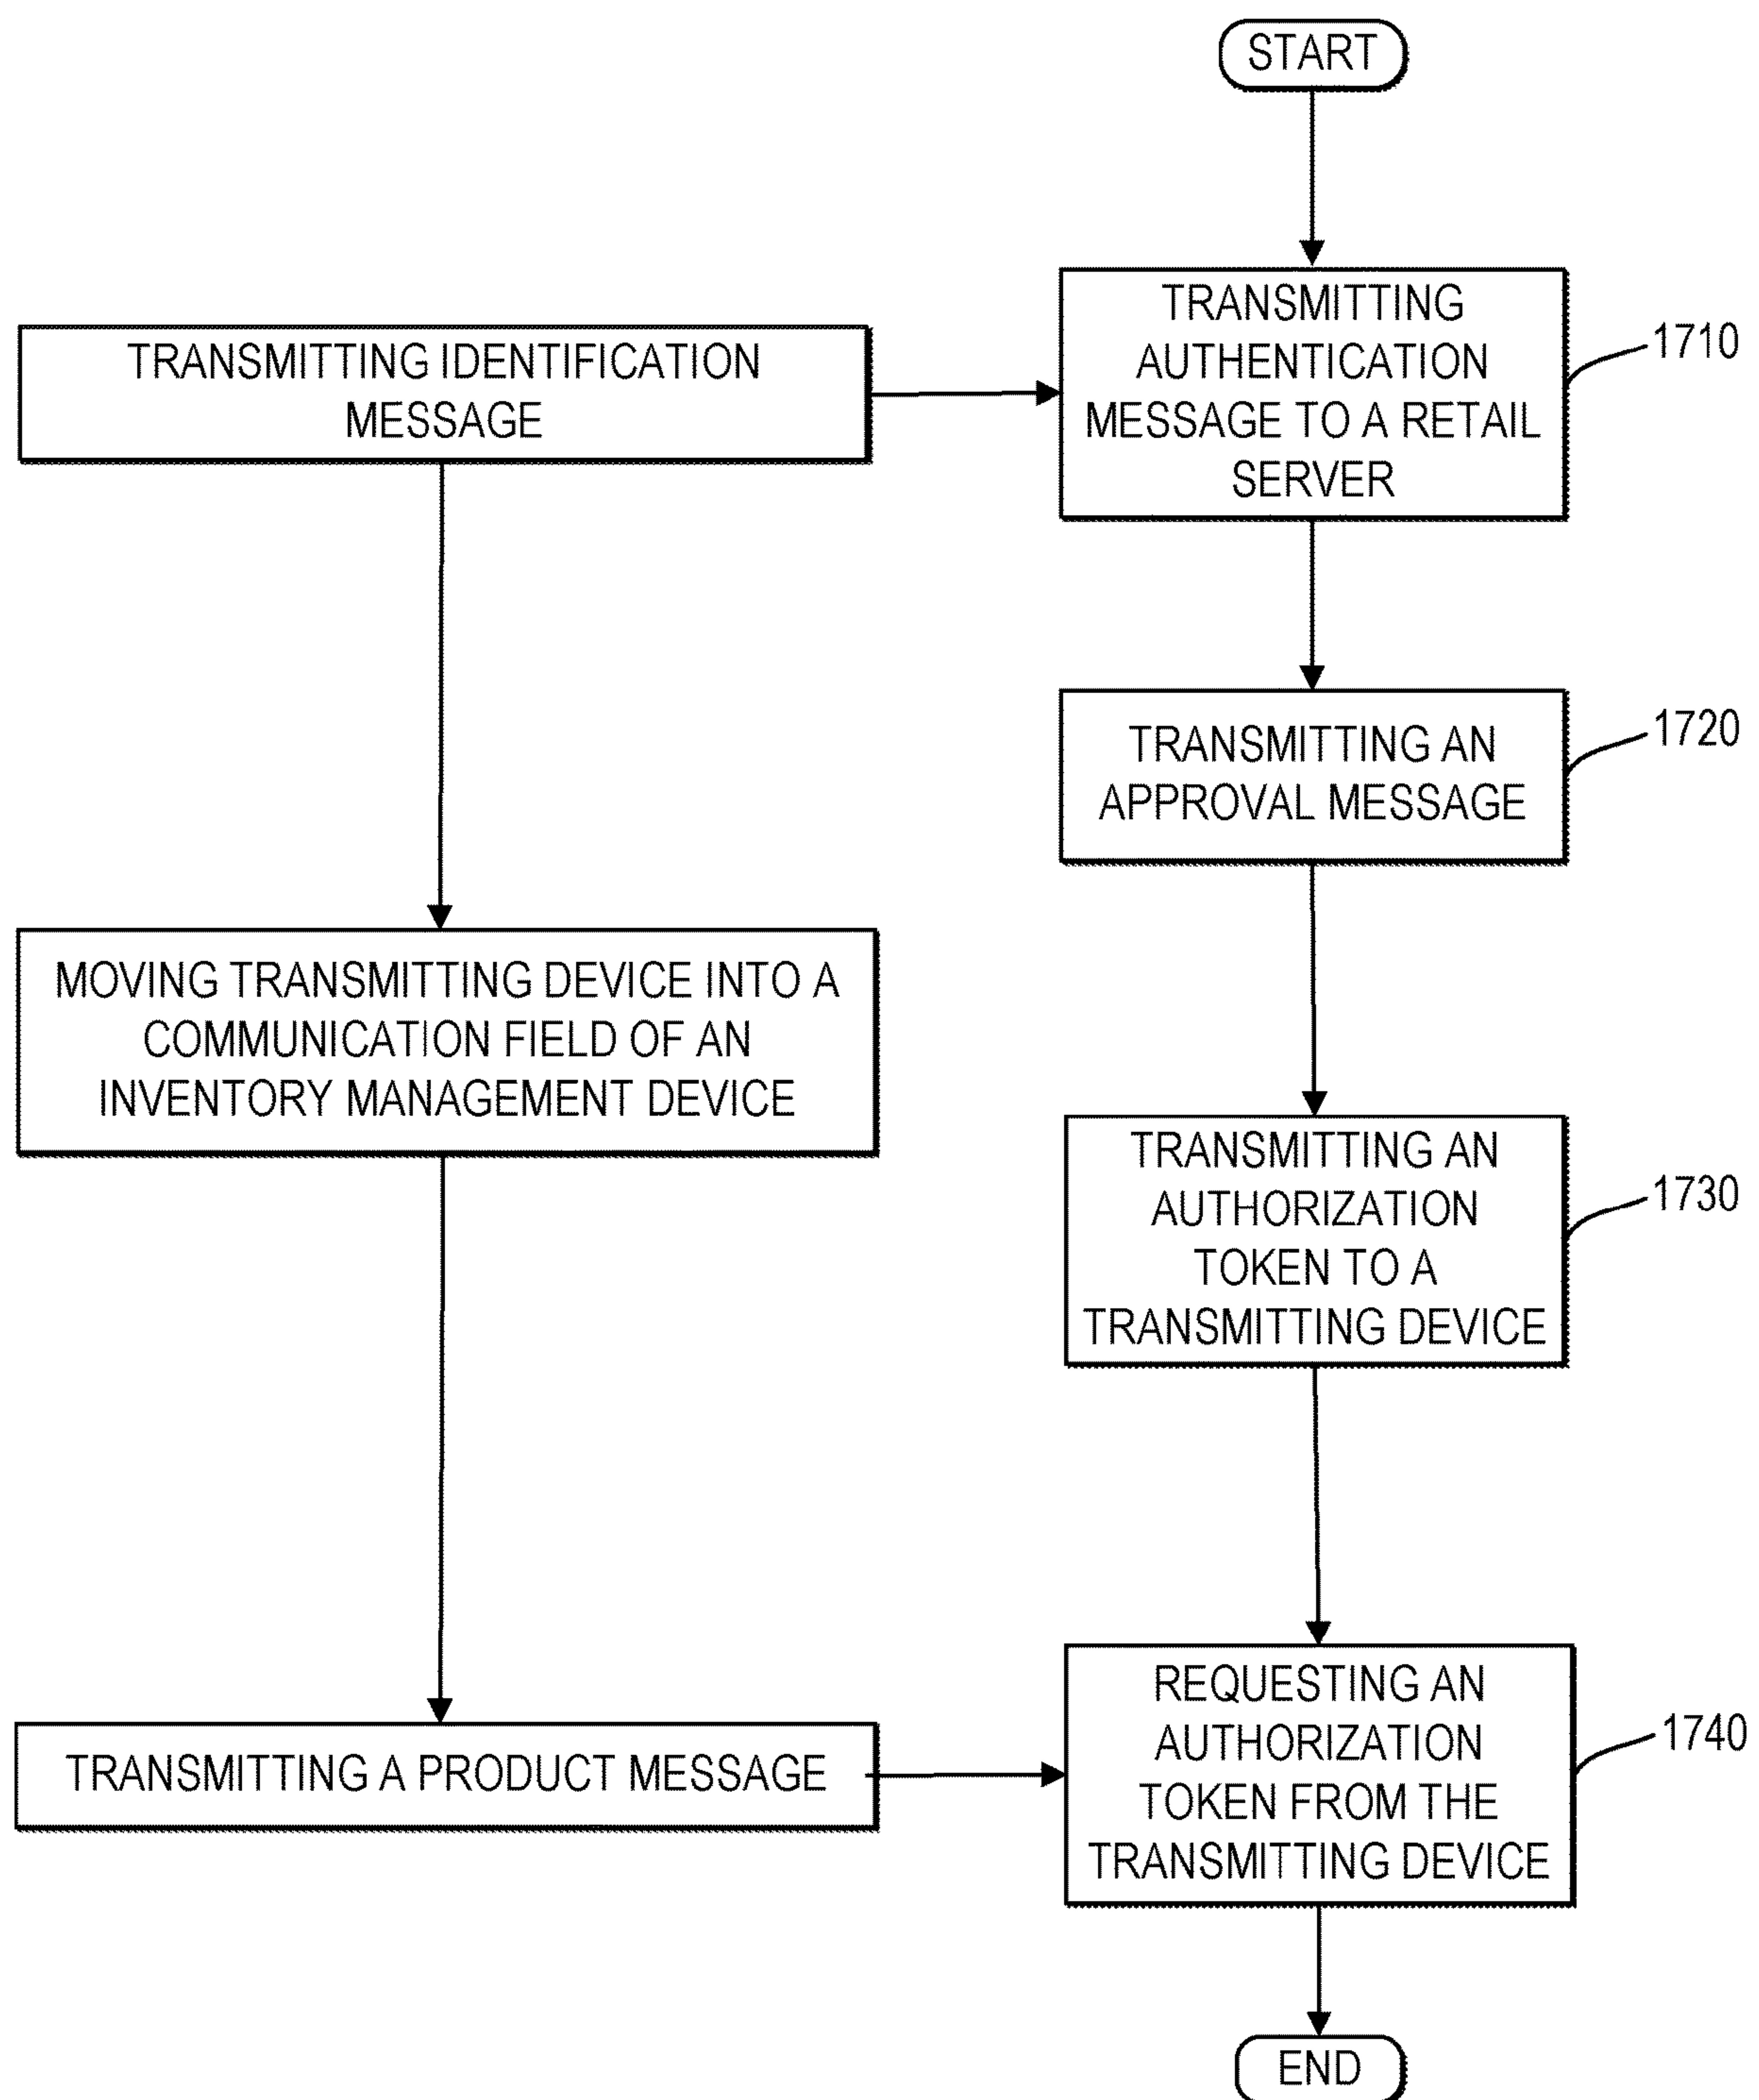 START
TRANSMITTING
AUTHENTICATION
MESSAGE TO A RETAIL
SERVER
1710
TRANSMITTING IDENTIFICATION
MESSAGE
TRANSMITTING AN
APPROVAL MESSAGE
1720
MOVING TRANSMITTING DEVICE INTO A
COMMUNICATION FIELD OF AN
INVENTORY MANAGEMENT DEVICE
TRANSMITTING AN
AUTHORIZATION
TOKEN TO A
TRANSMITTING DEVICE
1730
TRANSMITTING A PRODUCT MESSAGE
REQUESTING AN
AUTHORIZATION
TOKEN FROM THE
TRANSMITTING DEVICE
1740
END